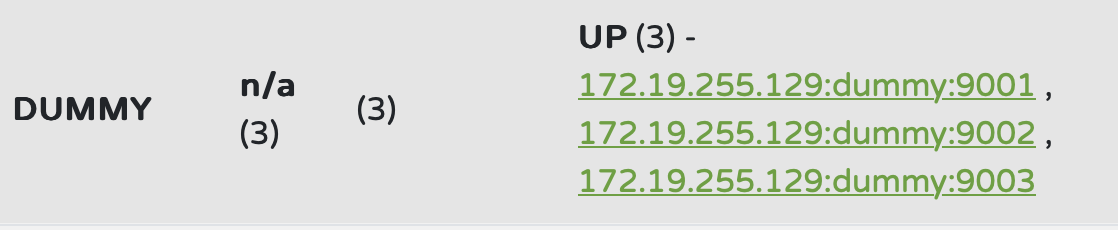 DUMMY
n/a
(3)
(3)
UP (3) -
172.19.255.129:dummy:9001 ,
172.19.255.129:dummy:9002 ,
172.19.255.129:dummy:9003